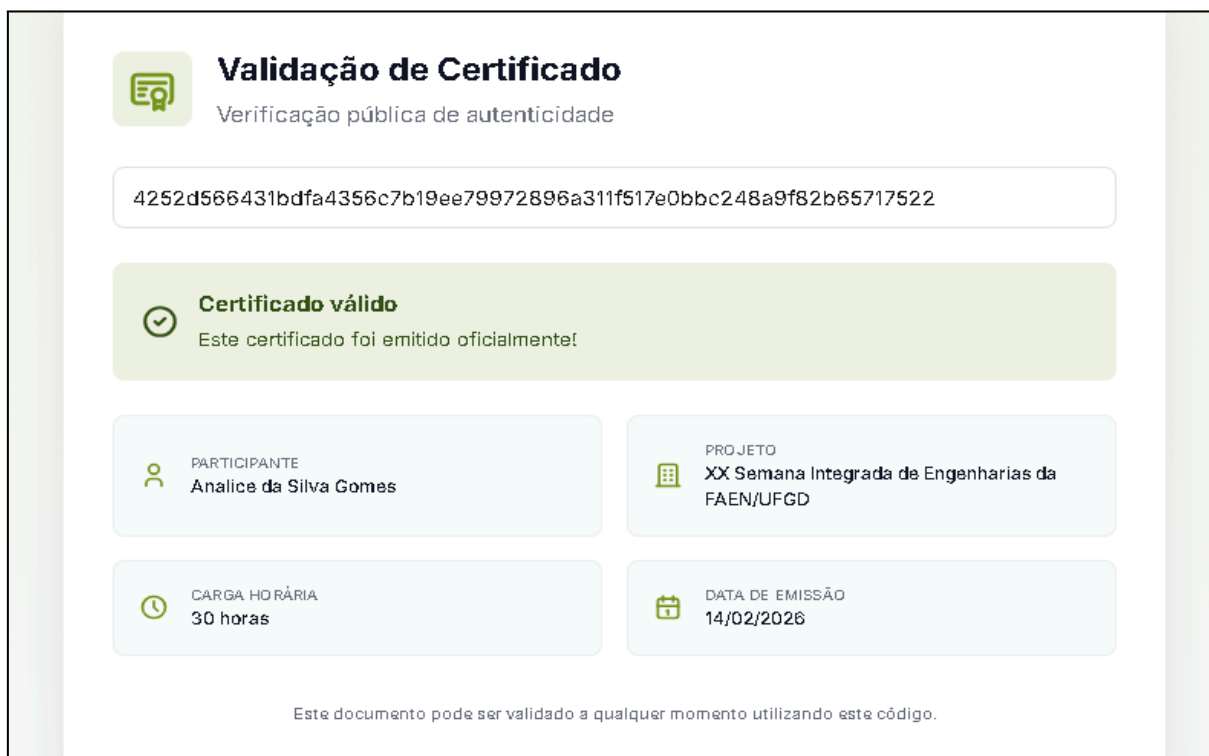 Validação de Certificado
Verificação pública de autenticidade
4252d566431bdfa4356c7b19ee79972896a311f517e0bbc248a9f82b65717522
Certificado válido
Este certificado foi emitido oficialmente!
PARTICIPANTE
Analice da Silva Gomes
PROJETO
XX Semana Integrada de Engenharias da
FAEN/UFGD
CARGA HORÁRIA
30 horas
DATA DE EMISSÃO
14/02/2026
Este documento pode ser validado a qualquer momento utilizando este código.